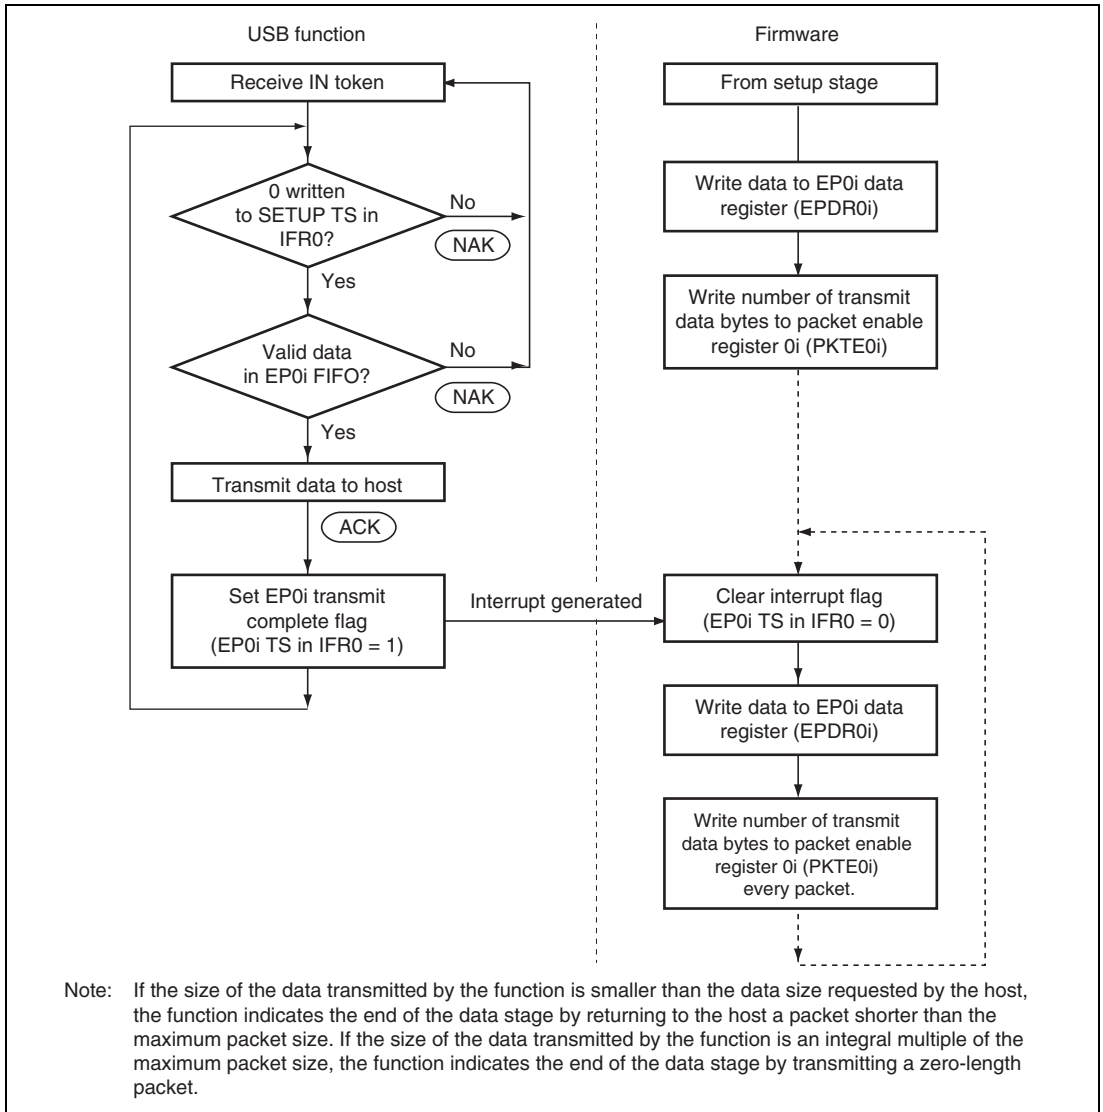 USB function
Firmware
Receive IN token
0 written
to SETUP TS in
IFR0?
No
NAK
Yes
Valid data
in EP0i FIFO?
No
NAK
Yes
Transmit data to host
ACK
Set EP0i transmit
complete flag
(EP0i TS in IFR0 = 1)
Interrupt generated
From setup stage
Write data to EP0i data
register (EPDR0i)
Write number of transmit
data bytes to packet enable
register 0i (PKTE0i)
Clear interrupt flag
(EP0i TS in IFR0 = 0)
Write data to EP0i data
register (EPDR0i)
Write number of transmit
data bytes to packet enable
register 0i (PKTE0i)
every packet.
Note: If the size of the data transmitted by the function is smaller than the data size requested by the host,
the function indicates the end of the data stage by returning to the host a packet shorter than the
maximum packet size. If the size of the data transmitted by the function is an integral multiple of the
maximum packet size, the function indicates the end of the data stage by transmitting a zero-length
packet.